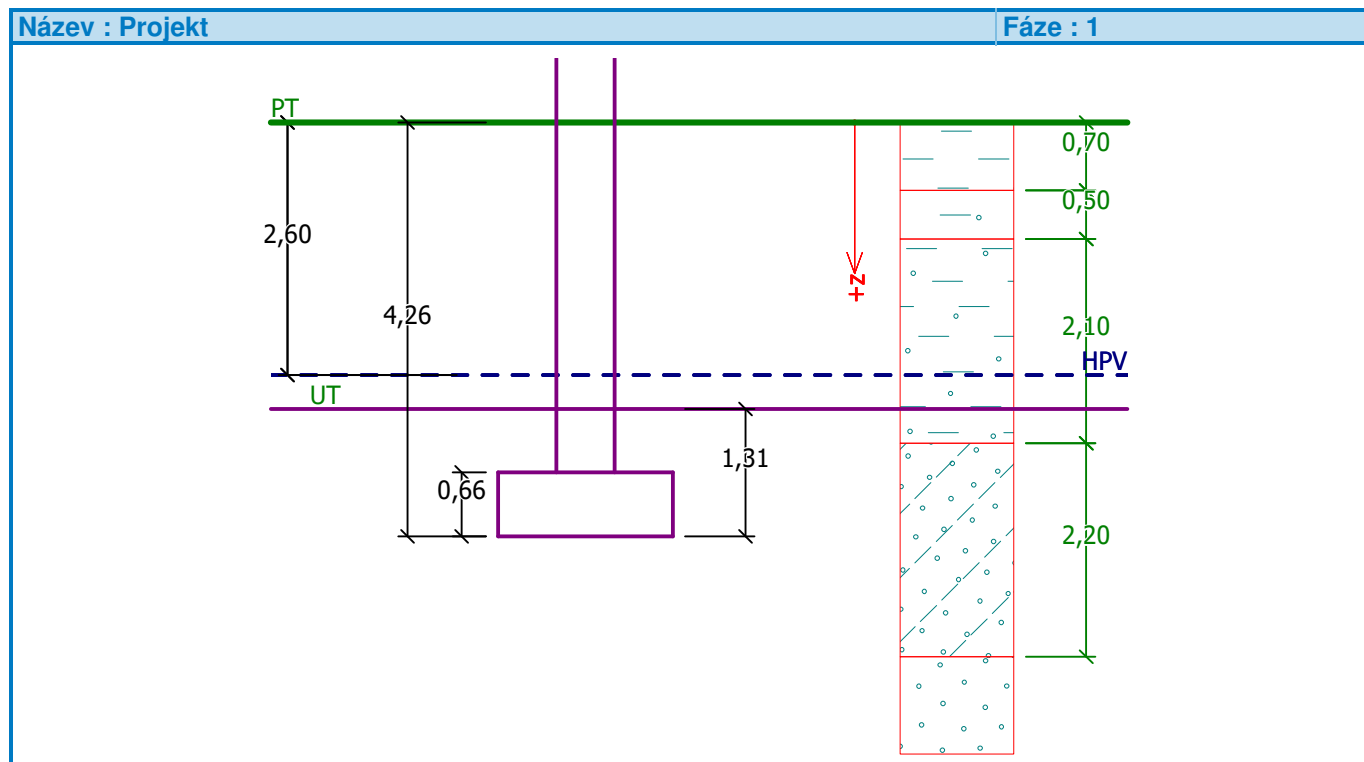 Název : Projekt
Fáze : 1
PT
0,70
0,50
2,60
+z
4,26
2,10
HPV
UT
1,31
0,66
2,20